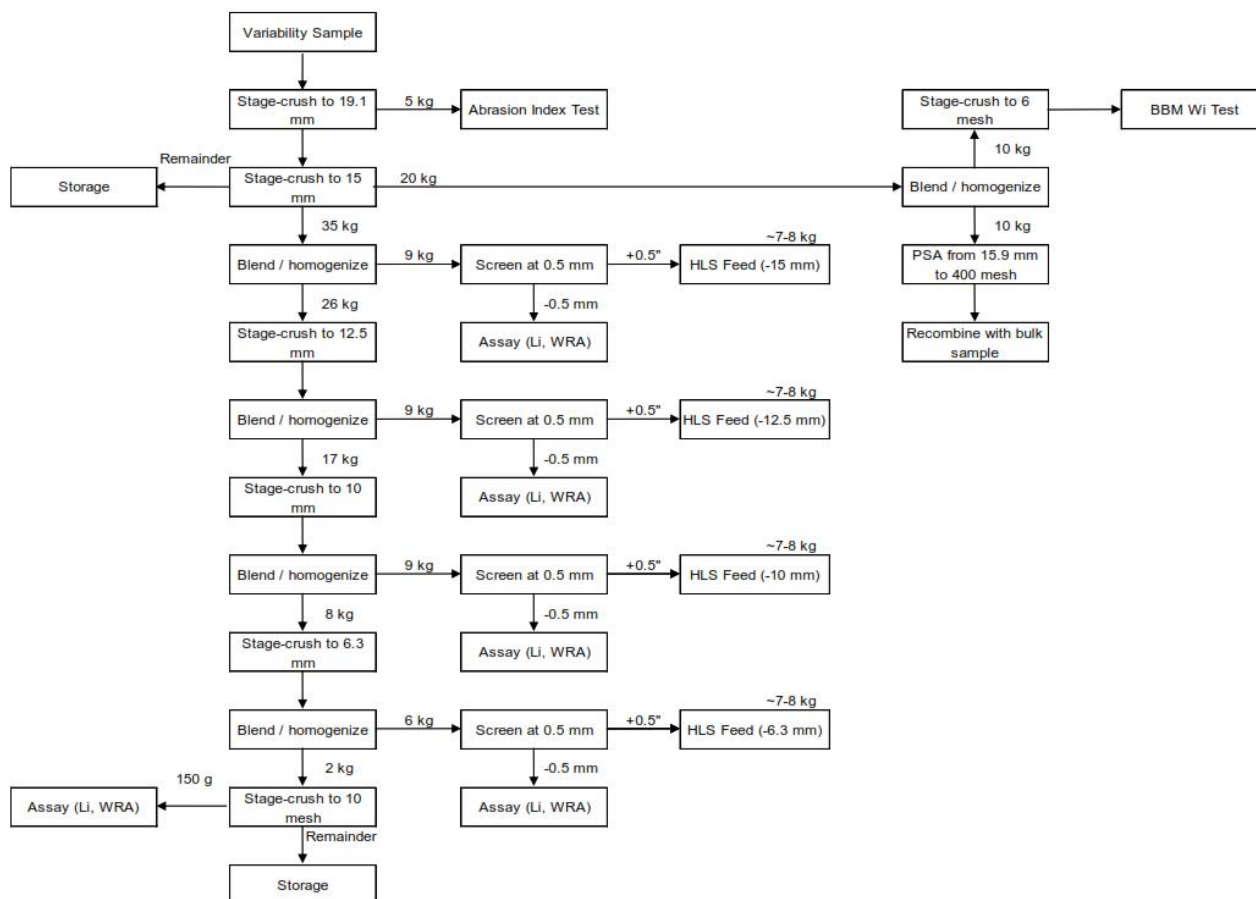 Variability Sample
Stage-crush to 19.1
mm
5 kg
Abrasion Index Test
Stage-crush to 6
mesh
BBM Wi Test
10 kg
Remainder
Storage
Stage-crush to 15
mm
20 kg
Blend / homogenize
35 kg
10 kg
Blend / homogenize
9 kg
Screen at 0.5 mm
+0.5"
~7-8 kg
HLS Feed (-15 mm)
PSA from 15.9 mm
to 400 mesh
26 kg
-0.5 mm
Stage-crush to 12.5
mm
Assay (Li, WRA)
Recombine with bulk
sample
Blend / homogenize
9 kg
Screen at 0.5 mm
+0.5"
~7-8 kg
HLS Feed (-12.5 mm)
17 kg
-0.5 mm
Stage-crush to 10
mm
Assay (Li, WRA)
Blend / homogenize
9 kg
Screen at 0.5 mm
+0.5"
~7-8 kg
HLS Feed (-10 mm)
8 kg
-0.5 mm
Stage-crush to 6.3
mm
Assay (Li, WRA)
Blend / homogenize
6 kg
Screen at 0.5 mm
+0.5"
~7-8 kg
HLS Feed (-6.3 mm)
2 kg
-0.5 mm
150 g
Assay (Li, WRA)
Stage-crush to 10
mesh
Assay (Li, WRA)
Remainder
Storage